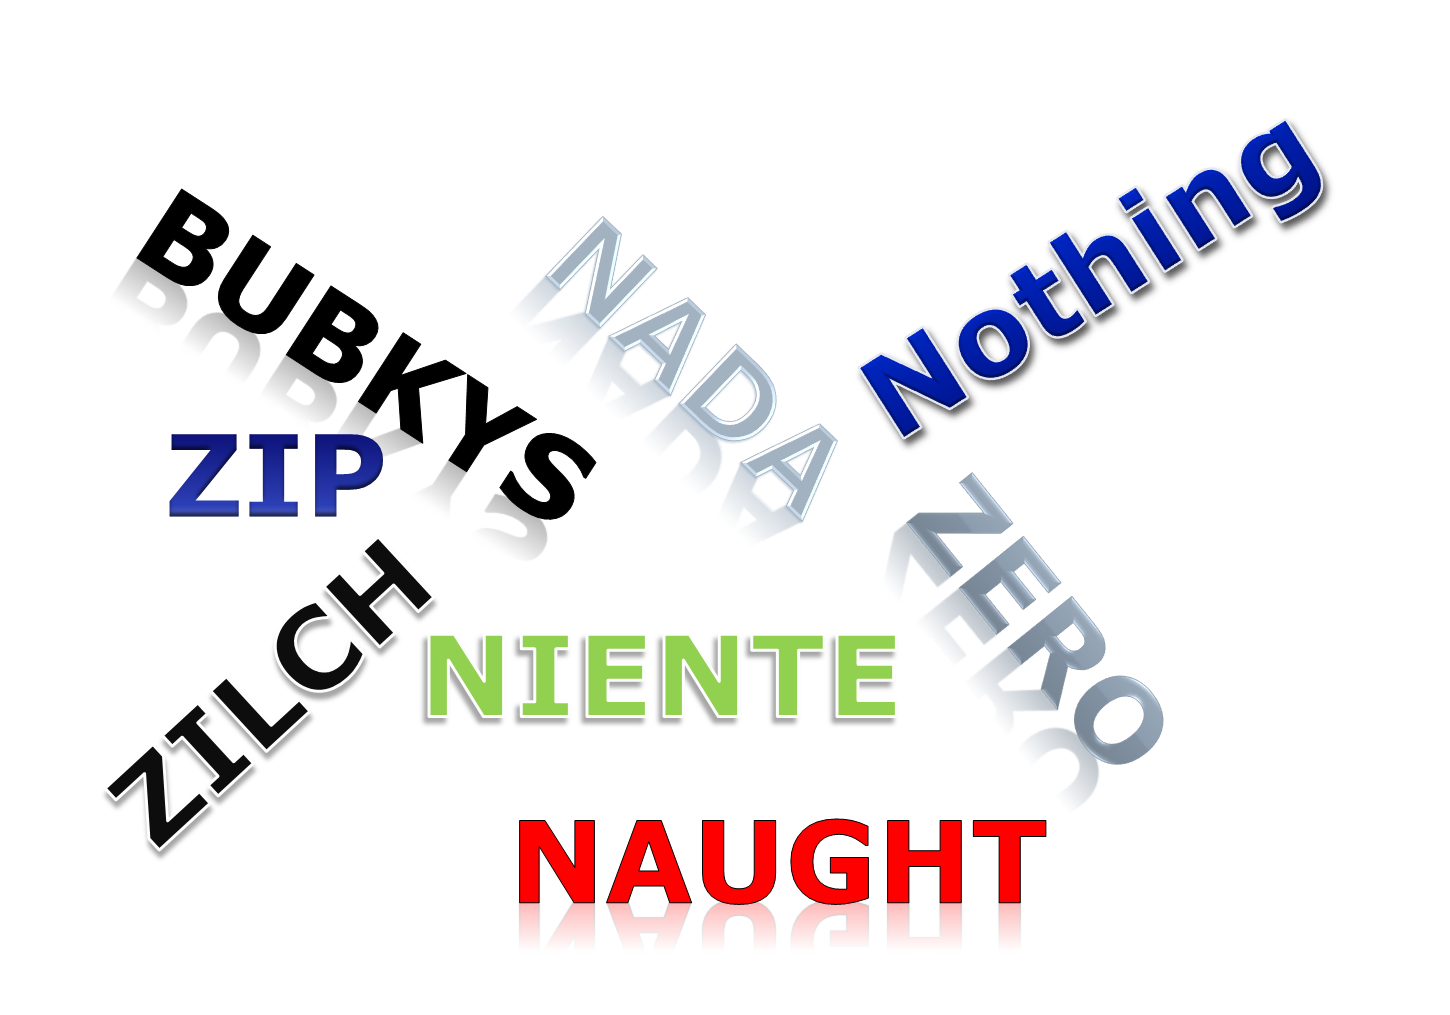 BUBKYS
NADA
Nothing
ZIP
ZERO
ZILCH
NIENTE
NAUGHT